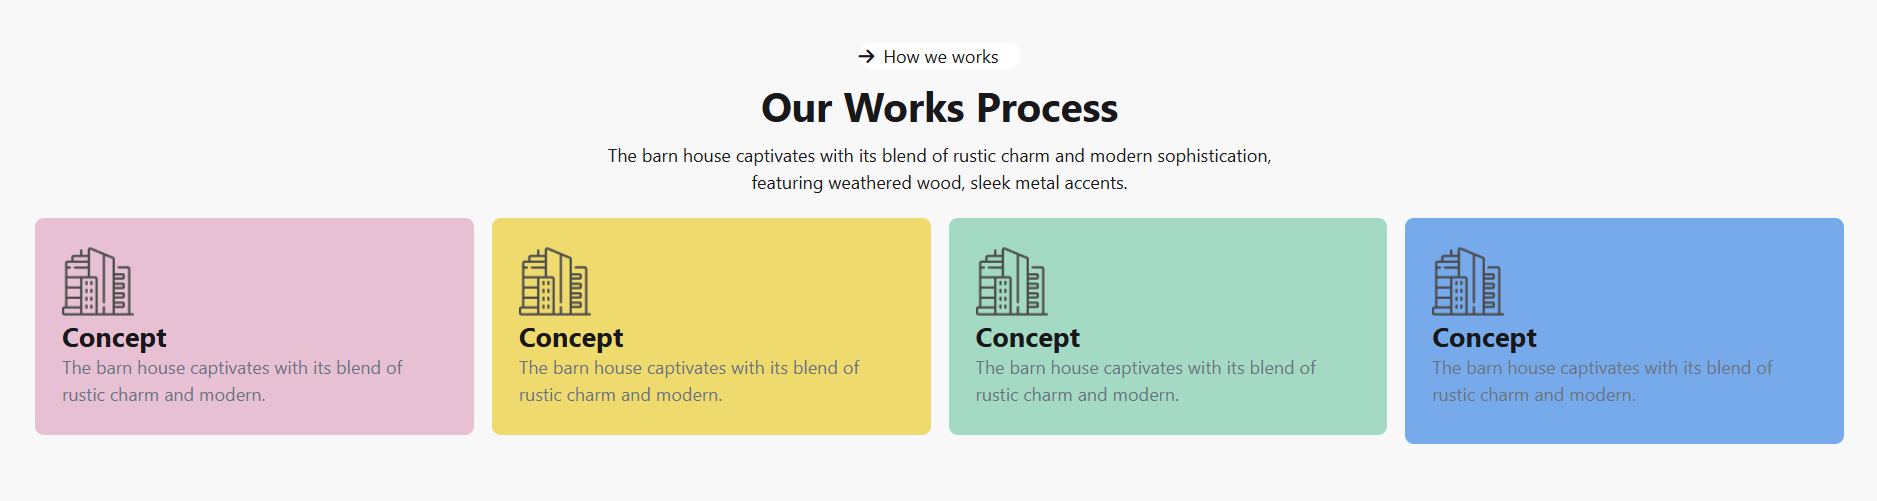 How we works
Our Works Process
The barn house captivates with its blend of rustic charm and modern sophistication,
featuring weathered wood, sleek metal accents.
Concept
The barn house captivates with its blend of
rustic charm and modern.
Concept
The barn house captivates with its blend of
rustic charm and modern.
Concept
The barn house captivates with its blend of
rustic charm and modern.
Concept
The barn house captivates with its blend of
rustic charm and modern.